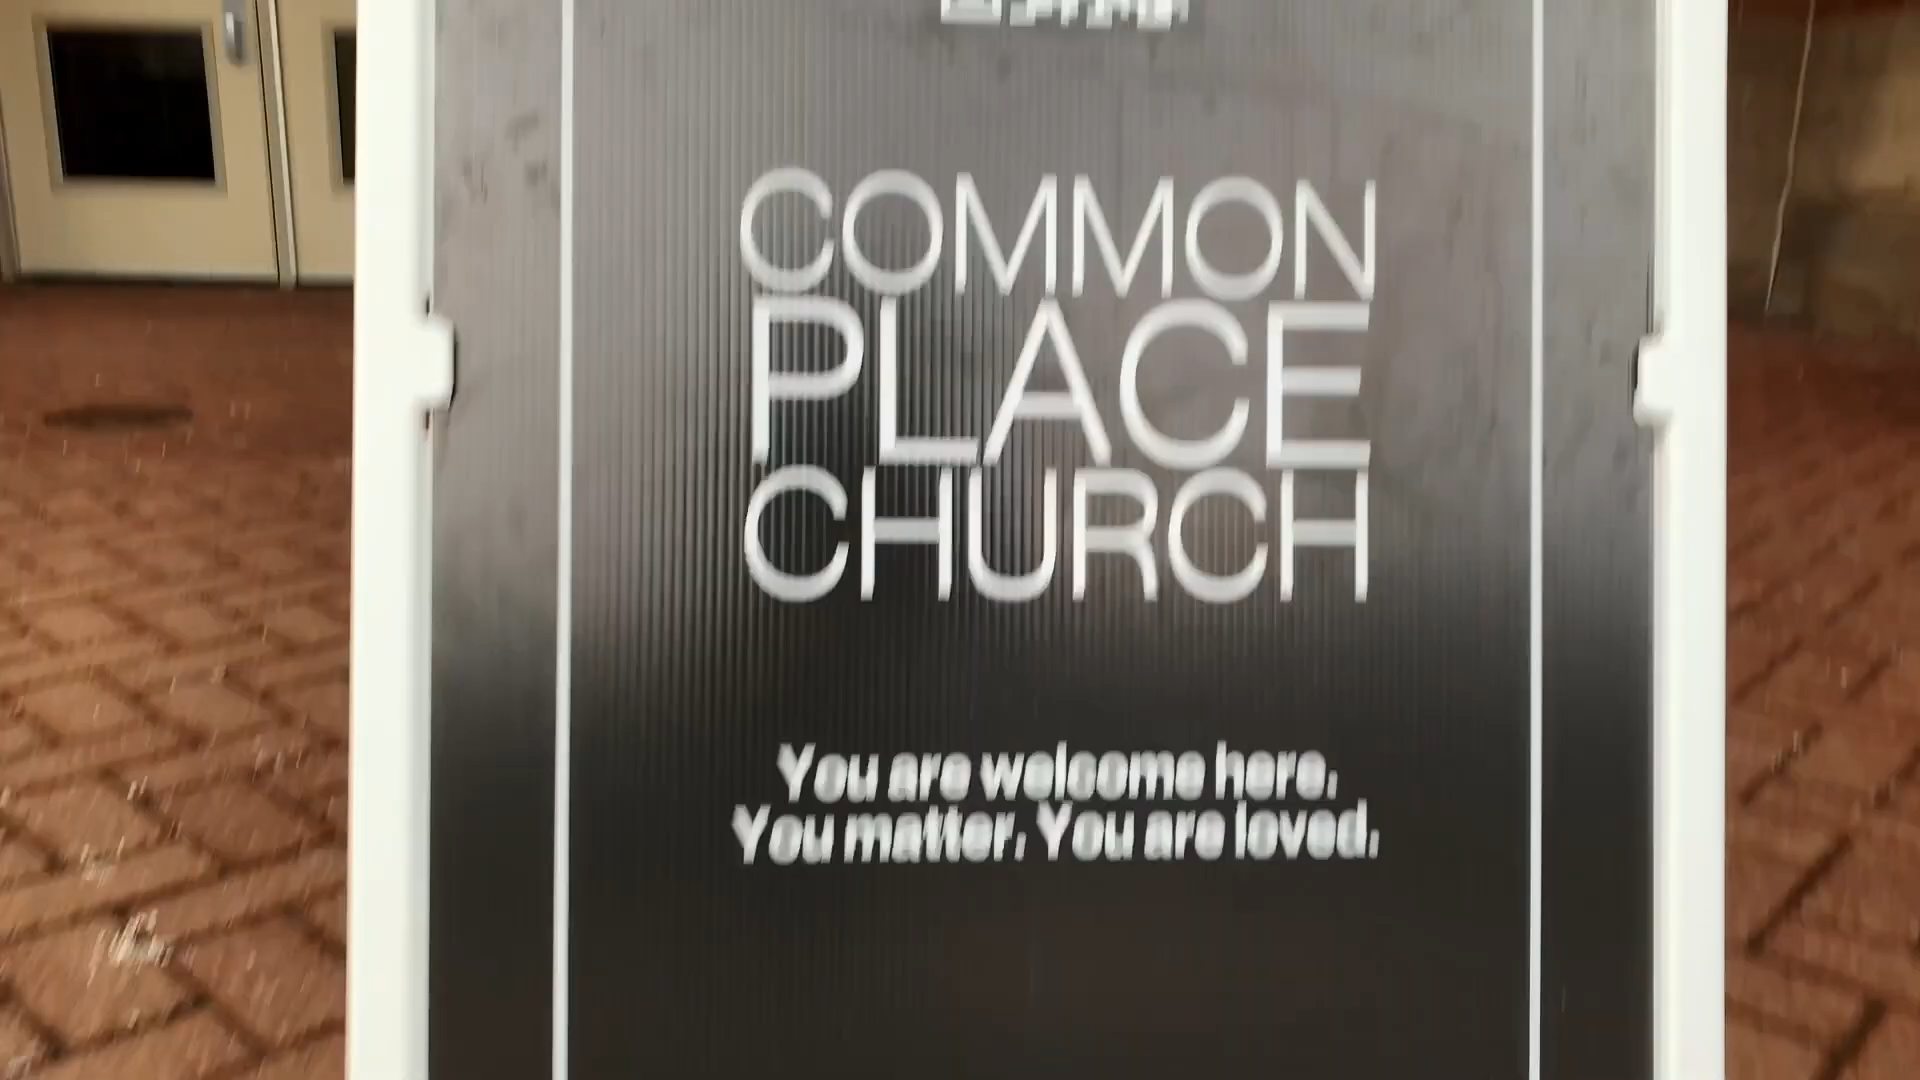 COMMON
PLACE
CHURCH
You are welcome here.
You matter. You are loved.